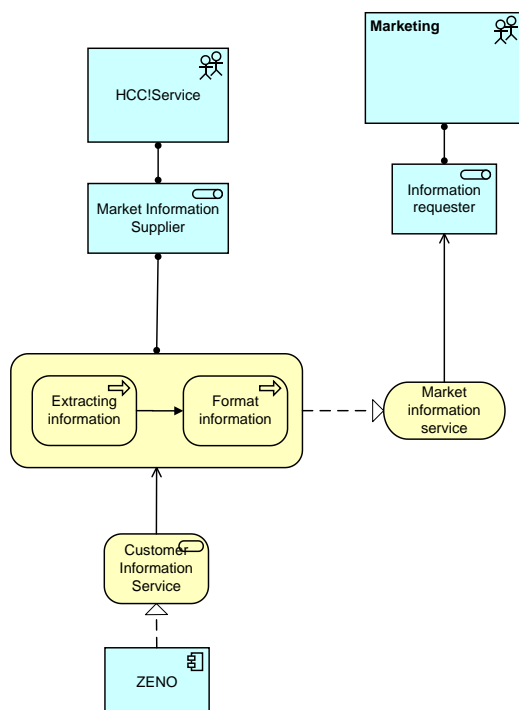 Marketing
HCC!Service
Market Information
Supplier
Information
requester
Extracting
information
Format
information
Market
information
service
Customer
Information
Service
ZENO